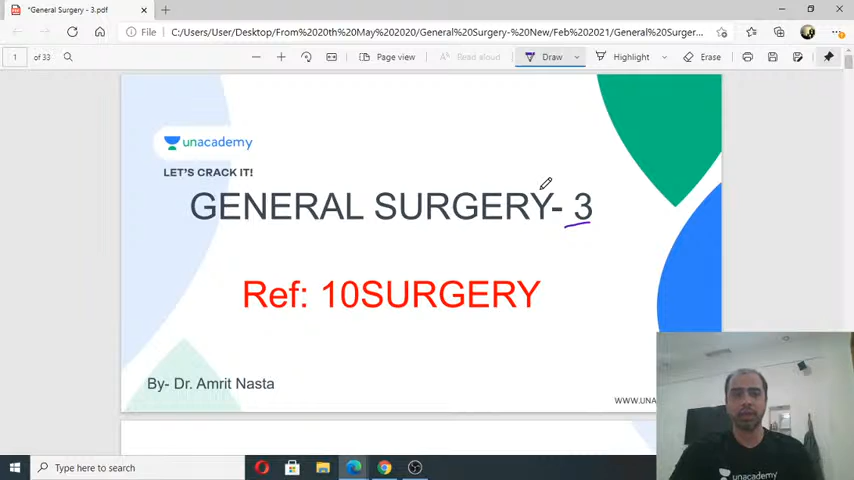 *General Surgery - 3.pdf
File
C:/Users/User/Desktop/From%2020th%20May%202020/General%20Surgery-%20New/Feb%202021/General%20Surger...
1 of 33
Page view
Read aloud
Draw
Highlight
Erase
unacademy
LET'S CRACK IT!
GENERAL SURGERY- 3
Ref: 10SURGERY
By- Dr. Amrit Nasta
WWW.UNA
unacademy
Type here to search